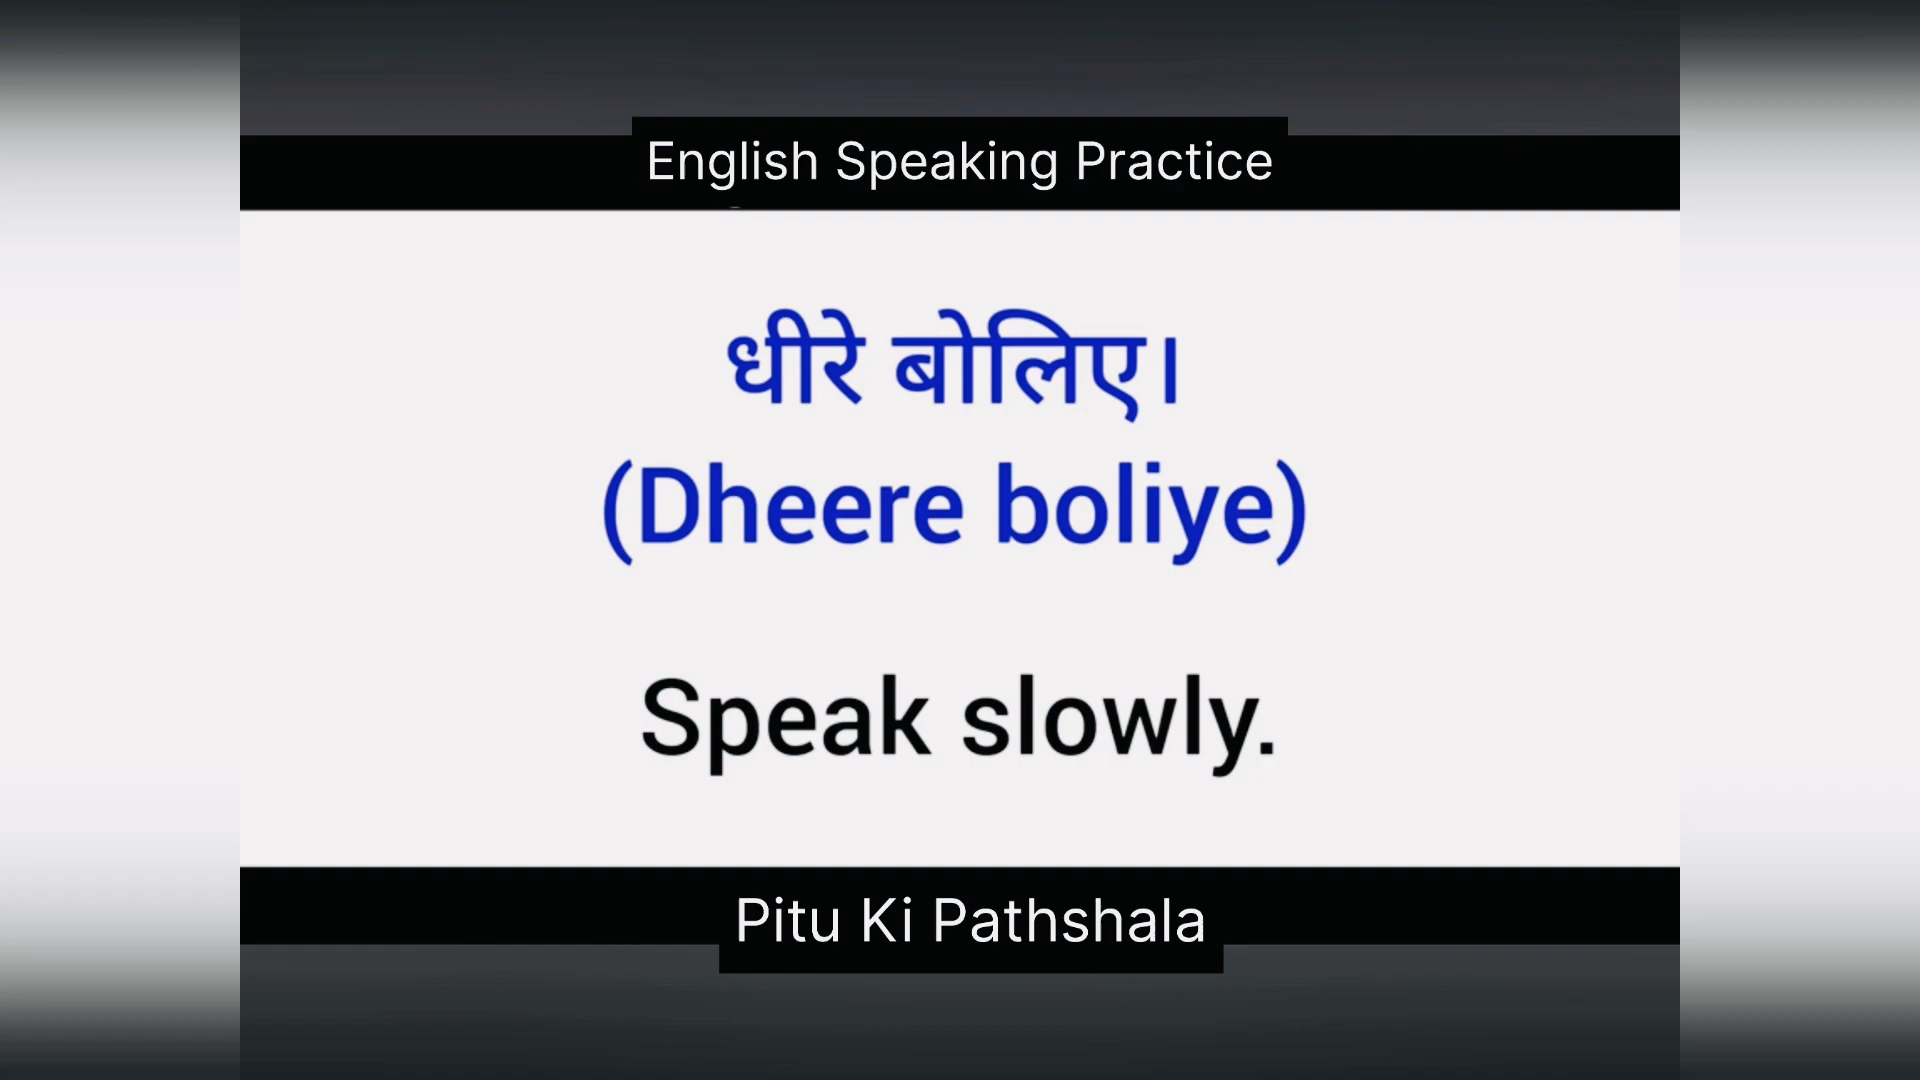 English Speaking Practice
धीरे बोलिए।
(Dheere boliye)
Speak slowly.
Pitu Ki Pathshala